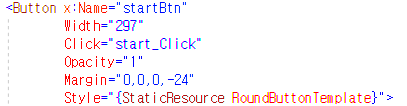 <Button x:Name="startBtn"
Width="297"
Click="start_Click"
Opacity="1"
Margin="0,0,0,-24"
Style="{StaticResource RoundButtonTemplate}">